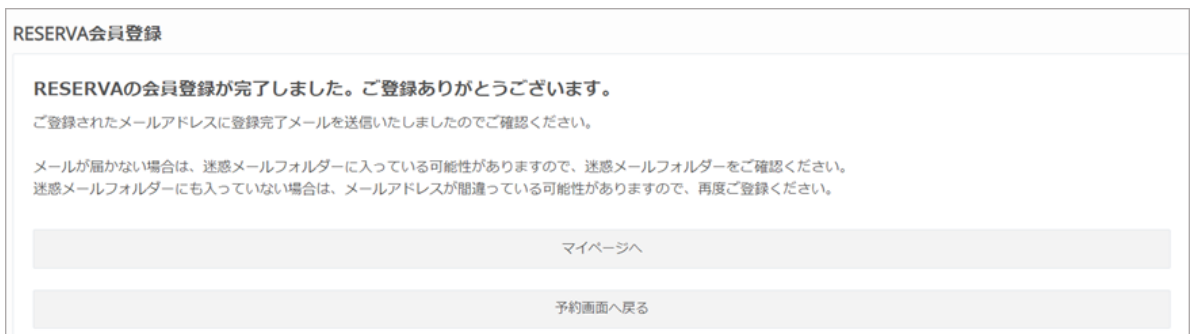 RESERVA会員登録
RESERVAの会員登録が完了しました。ご登録ありがとうございます。
ご登録されたメールアドレスに登録完了メールを送信いたしましたのでご確認ください。
メールが届かない場合は、迷惑メールフォルダーに入っている可能性がありますので、迷惑メールフォルダーをご確認ください。
迷惑メールフォルダーにも入っていない場合は、メールアドレスが間違っている可能性がありますので、再度ご登録ください。
マイページへ
予約画面へ戻る